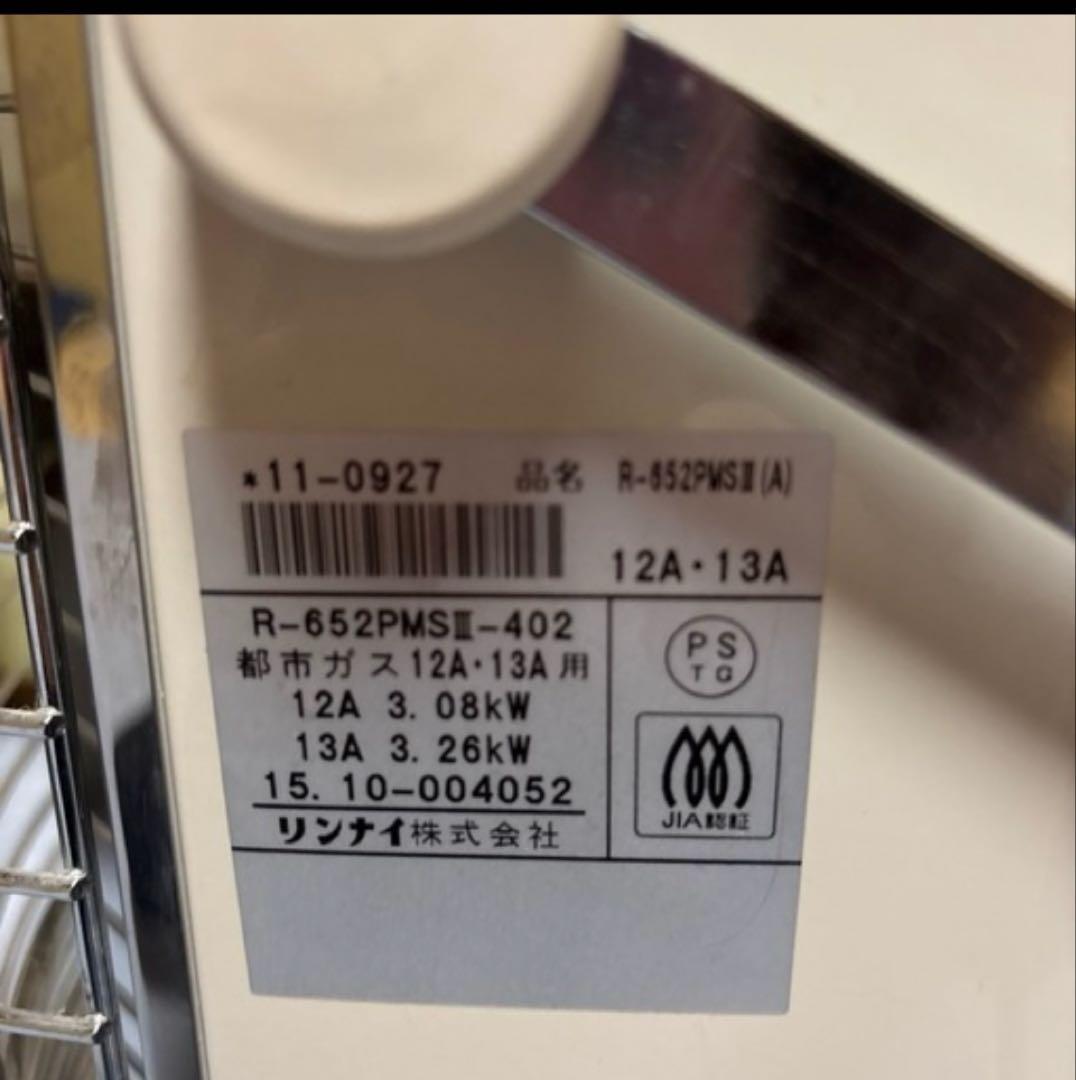 *11-0927 品名 R-652PMSⅢ(A)
12A・13A
R-652PMSⅢ-402
都市ガス12A・13A用
12A 3.08kW
13A 3.26kW
15.10-004052
リンナイ株式会社
PS
TG
JIA認証